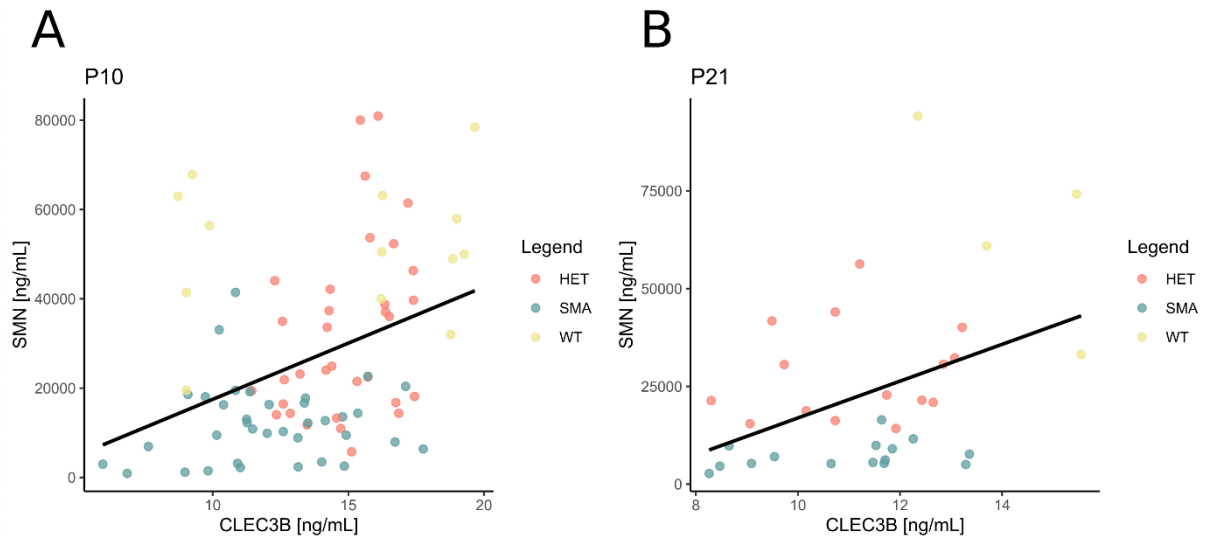 A
P10
SMN [ng/mL]
80000
60000
40000
20000
0
10
15
20
CLEC3B [ng/mL]
Legend
HET
SMA
WT
B
P21
SMN [ng/mL]
75000
50000
25000
0
8
10
12
14
CLEC3B [ng/mL]
Legend
HET
SMA
WT